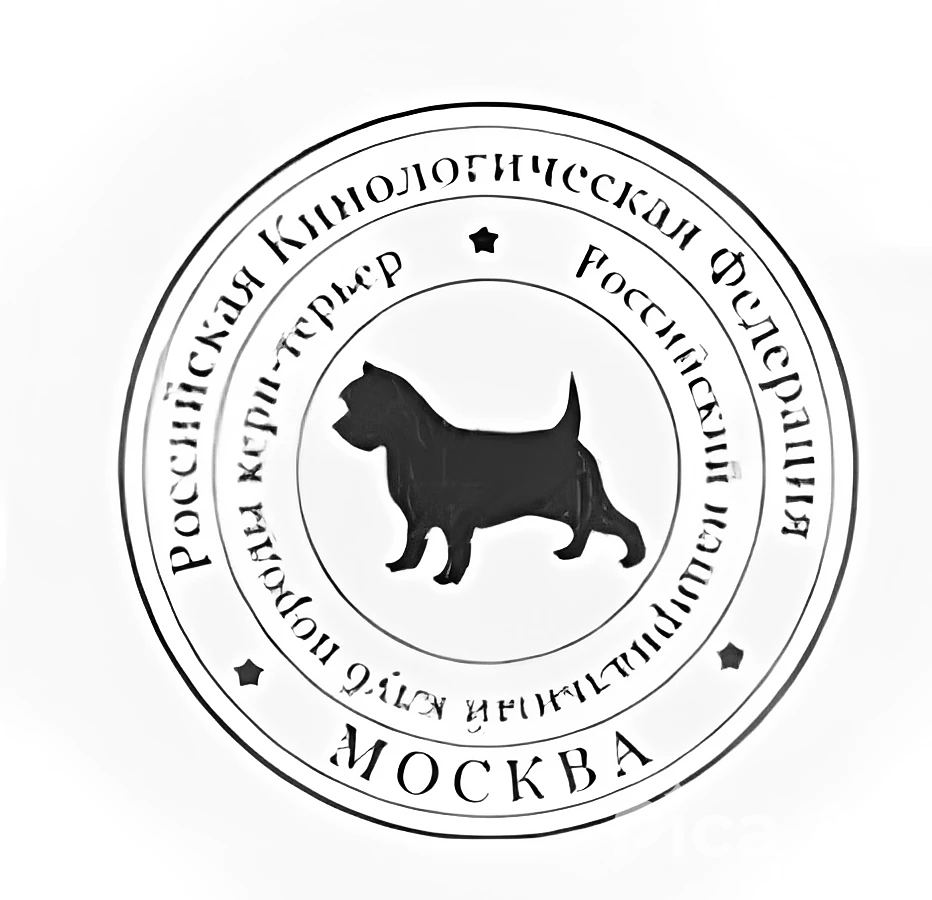 Российская Кинологическая Федерация
МОСКВА
Российский национальный клуб породы керн-терьер